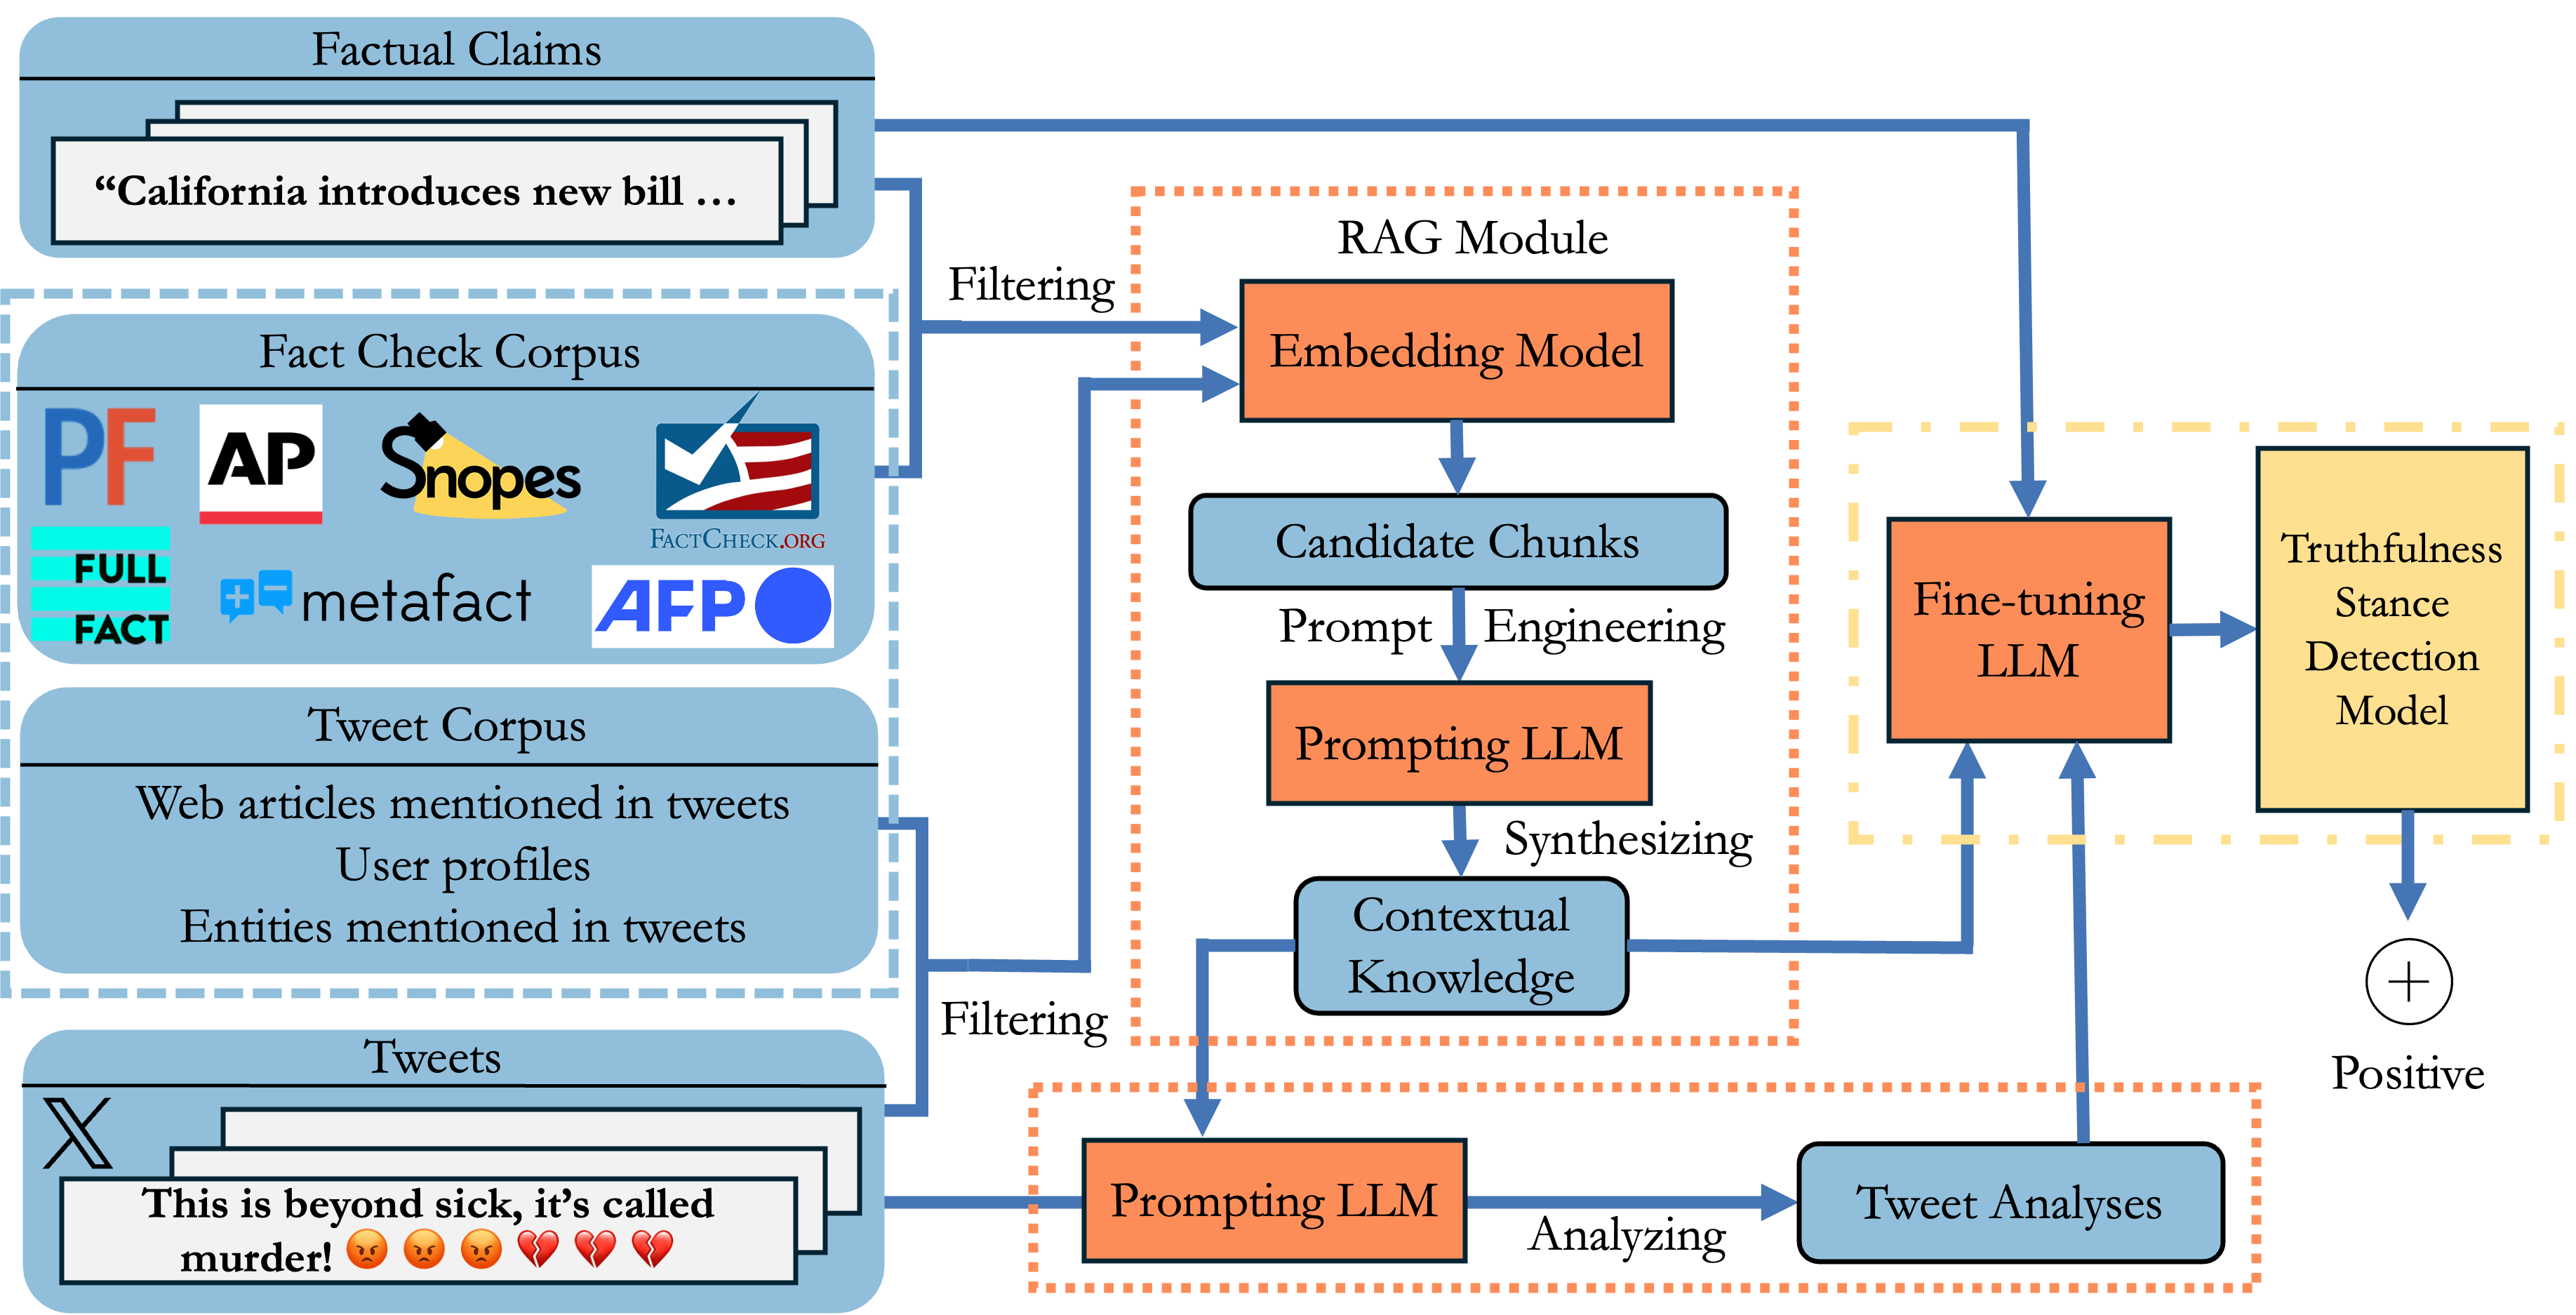 Factual Claims
“California introduces new bill …
Fact Check Corpus
PF
AP
Snopes
FACTCHECK.ORG
FULL
FACT
metafact
AFP
Tweet Corpus
Web articles mentioned in tweets
User profiles
Entities mentioned in tweets
Tweets
X
This is beyond sick, it’s called
murder! 😡 😡 😡 💔 💔 💔
Filtering
Filtering
RAG Module
Embedding Model
Candidate Chunks
Prompt Engineering
Prompting LLM
Synthesizing
Contextual
Knowledge
Prompting LLM
Analyzing
Tweet Analyses
Fine-tuning
LLM
Truthfulness
Stance
Detection
Model
+
Positive